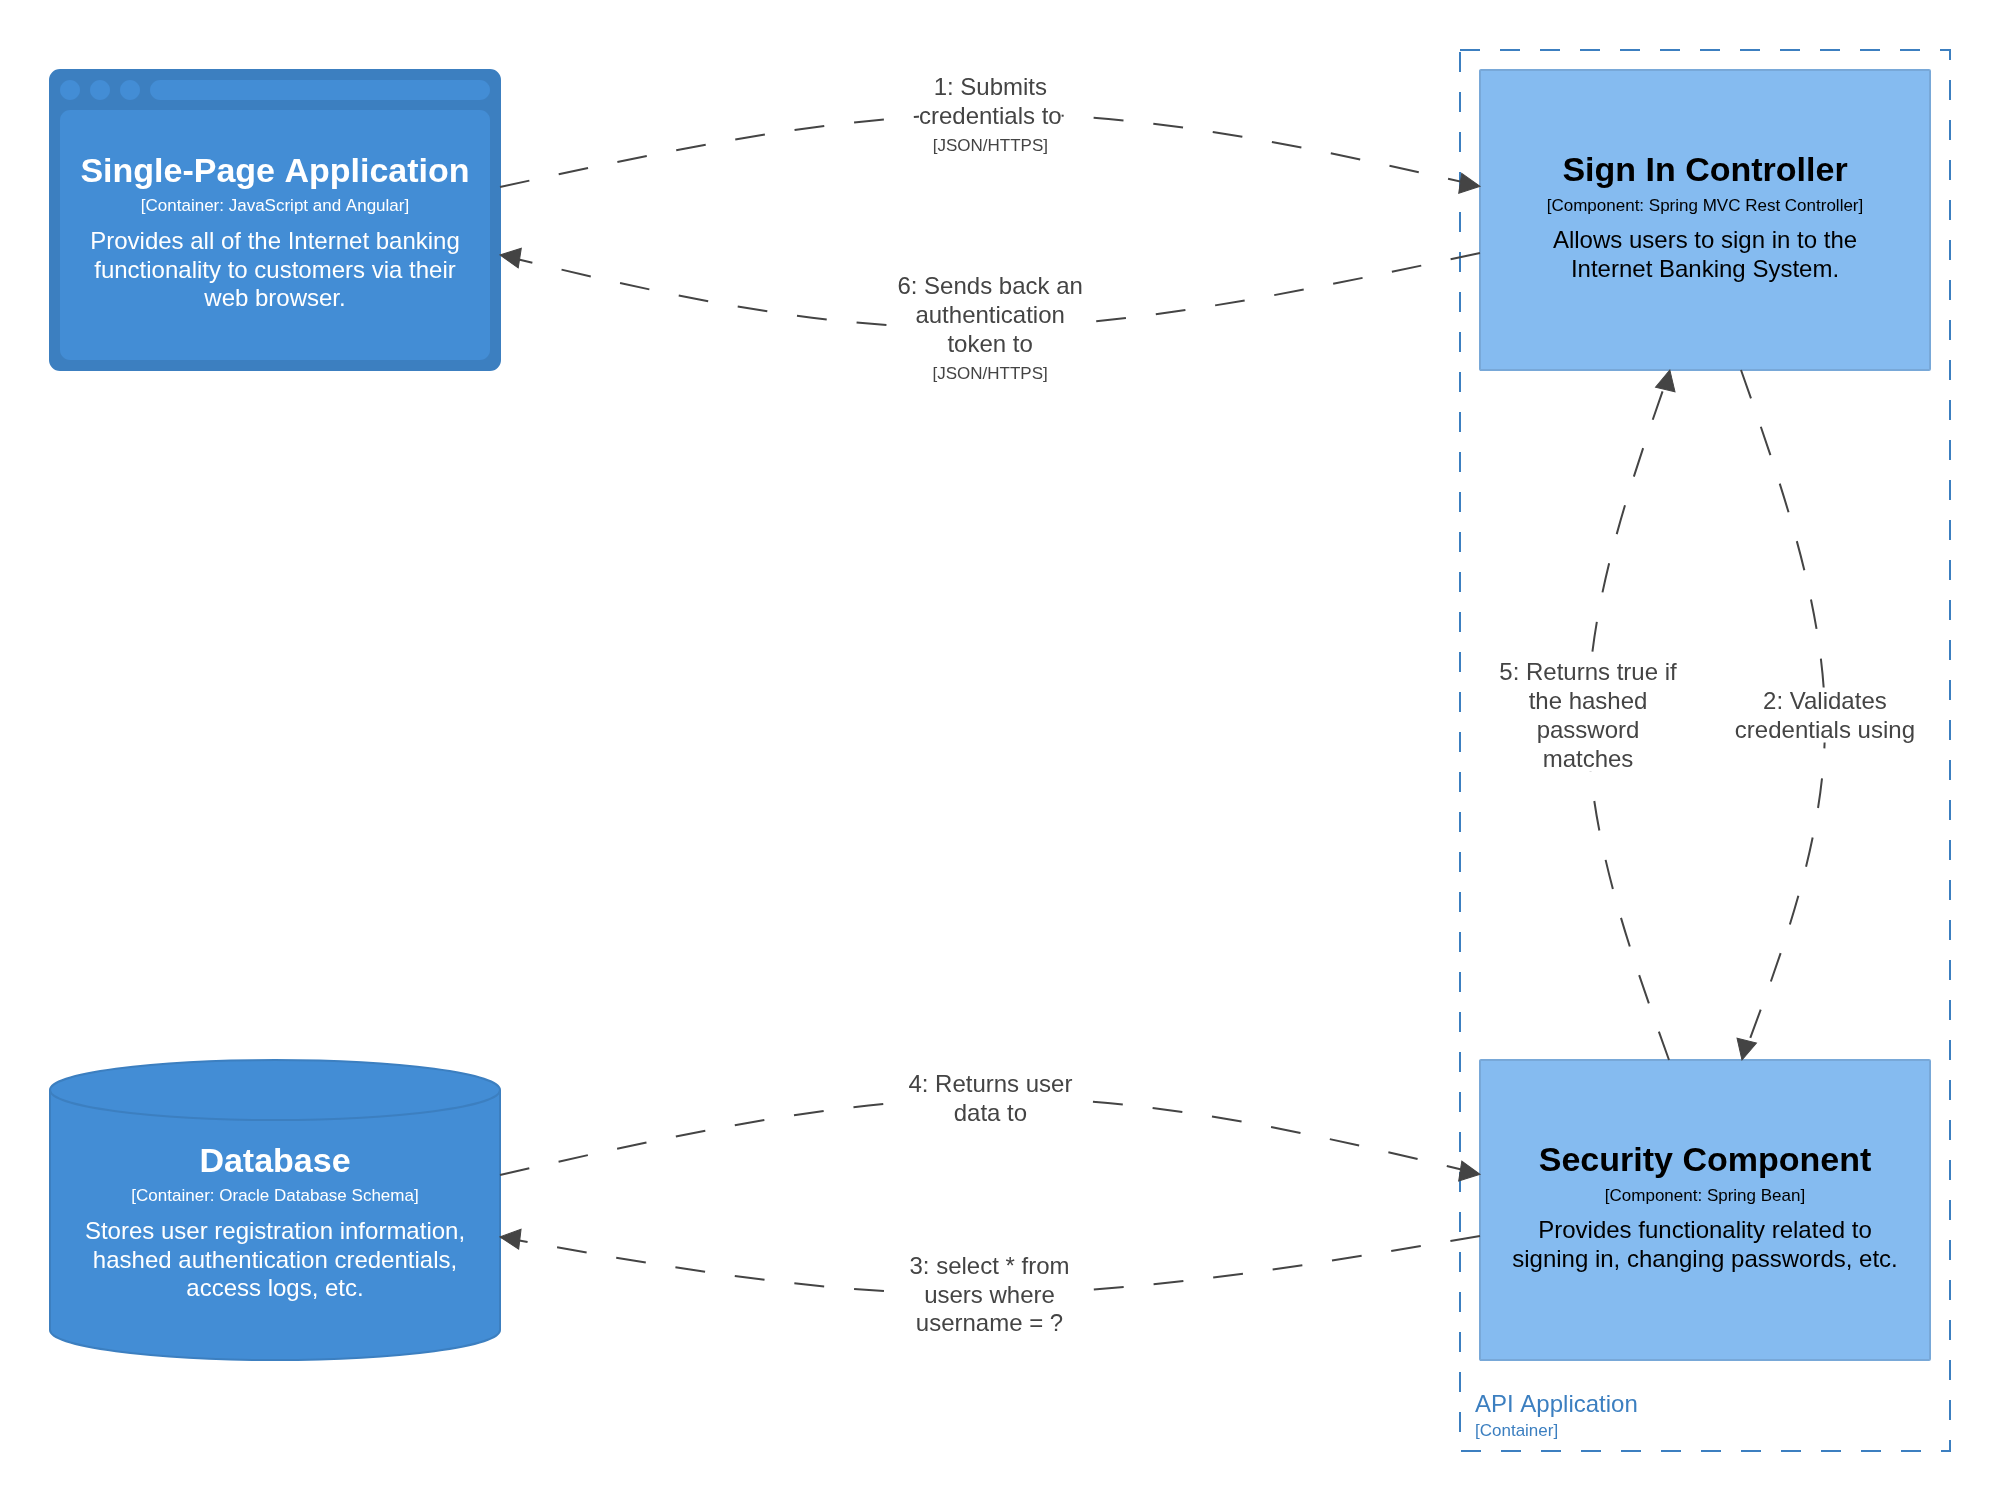 Single-Page Application
[Container: JavaScript and Angular]
Provides all of the Internet banking
functionality to customers via their
web browser.
1: Submits
credentials to
[JSON/HTTPS]
6: Sends back an
authentication
token to
[JSON/HTTPS]
Sign In Controller
[Component: Spring MVC Rest Controller]
Allows users to sign in to the
Internet Banking System.
5: Returns true if
the hashed
password
matches
2: Validates
credentials using
Database
[Container: Oracle Database Schema]
Stores user registration information,
hashed authentication credentials,
access logs, etc.
4: Returns user
data to
3: select * from
users where
username = ?
Security Component
[Component: Spring Bean]
Provides functionality related to
signing in, changing passwords, etc.
API Application
[Container]